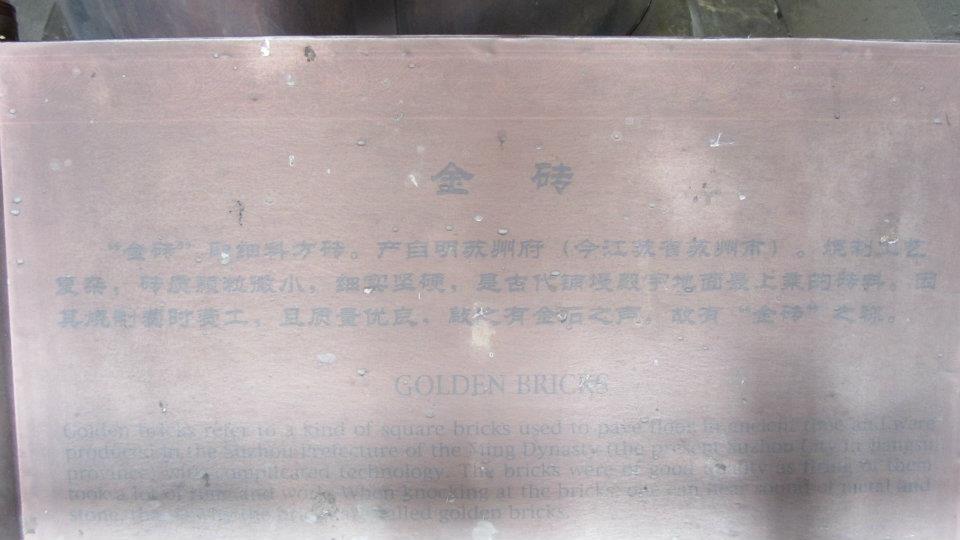 金 砖
“金砖”即细料方砖。产自明苏州府（今江苏省苏州市）。烧制工艺
复杂，砖质颗粒微小，细实坚硬，是古代铺墁殿宇地面最上乘的砖料。因
其烧制费时费工，且质量优良，敲之有金石之声，故有“金砖”之称。
GOLDEN BRICKS
Golden bricks refer to a kind of square bricks used to pave floor in ancient time and were
produced in the Suzhou Prefecture of the Ming Dynasty (the present Suzhou City in Jiangsu
province) with complicated technology. The bricks were of good quality as firing of them
took a lot of time and work. When knocking at the bricks, one can hear sound of metal and
stone, the called golden bricks.